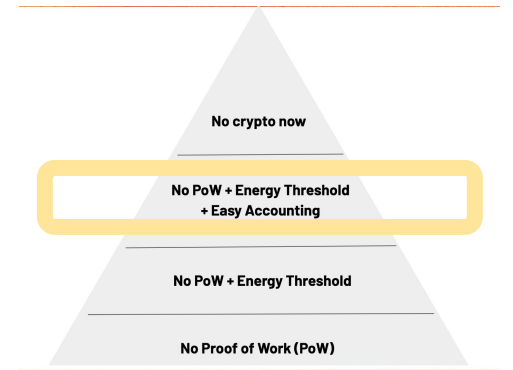 No crypto now
No PoW + Energy Threshold
+ Easy Accounting
No PoW + Energy Threshold
No Proof of Work (PoW)